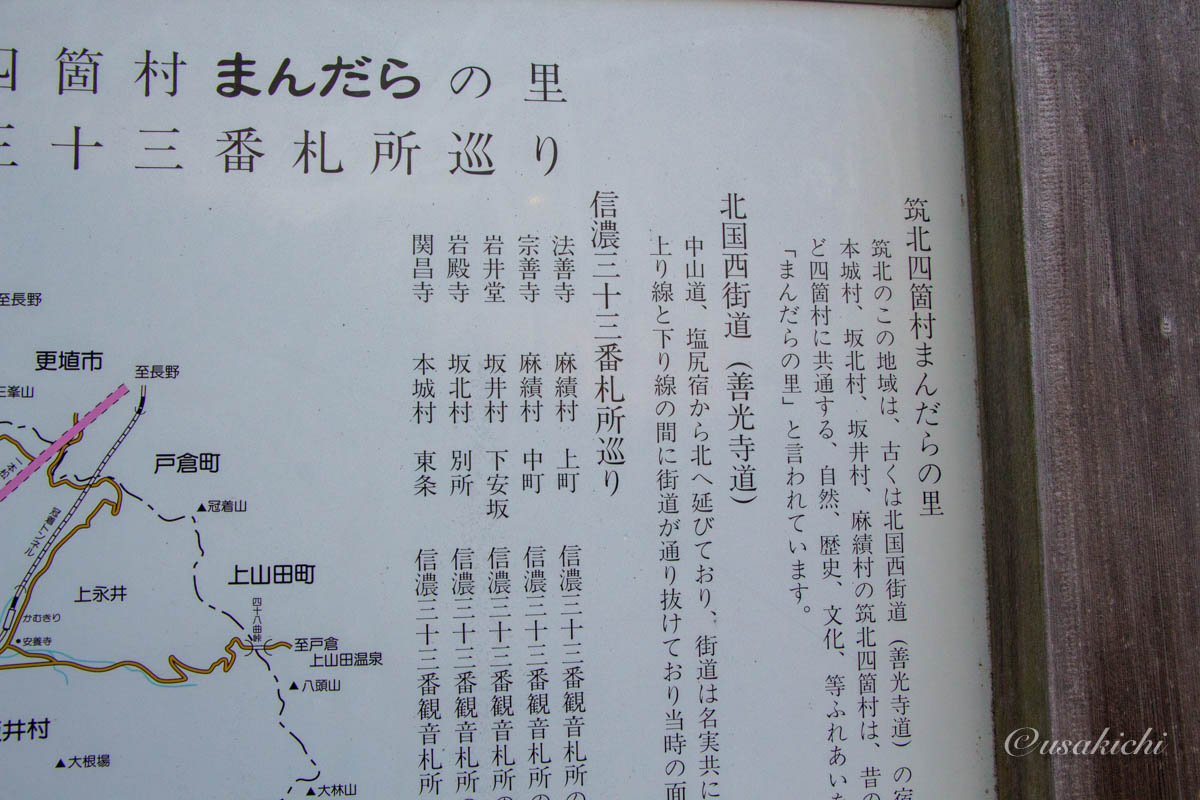 四箇村まんだらの里
三十三番札所巡り
筑北四箇村まんだらの里
筑北のこの地域は、古くは北国西街道（善光寺道）の宿
本城村、坂北村、坂井村、麻績村の筑北四箇村は、昔の
ど四箇村に共通する、自然、歴史、文化、等ふれあい
「まんだらの里」と言われています。
北国西街道（善光寺道）
中山道、塩尻宿から北へ延びており、街道は名実共に
上り線と下り線の間に街道が通り抜けており当時の面
信濃三十三番札所巡り
法善寺 麻績村 上町 信濃三十三番観音札所の
宗善寺 麻績村 中町 信濃三十三番観音札所の
岩井堂 坂井村 下安坂 信濃三十三番観音札所の
岩殿寺 坂北村 別所 信濃三十三番観音札所の
関昌寺 本城村 東条 信濃三十三番観音札所
至長野
更埴市
至長野
三峯山
戸倉町
▲冠着山
冠着トンネル
上山田町
上永井
四十八曲峠
かむきり
安養寺
至戸倉
上山田温泉
▲八頭山
井村
▲大根場
▲大林山
©usakichi